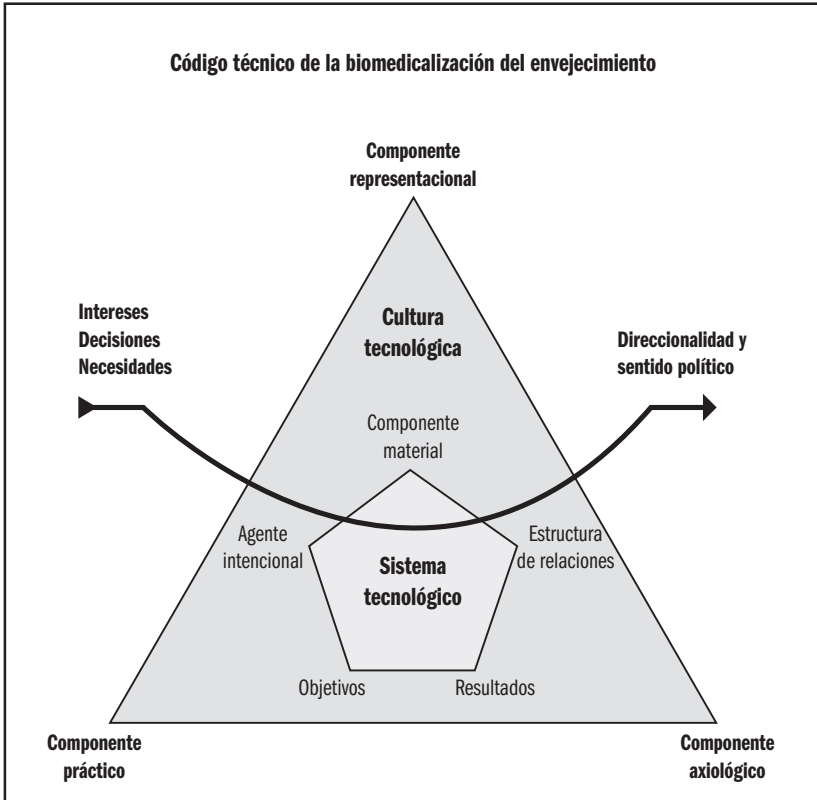 Código técnico de la biomedicalización del envejecimiento
Componente
representacional
Intereses
Decisiones
Necesidades
Cultura
tecnológica
Direccionalidad y
sentido político
Componente
material
Agente
intencional
Estructura
de relaciones
Sistema
tecnológico
Objetivos
Resultados
Componente
práctico
Componente
axiológico